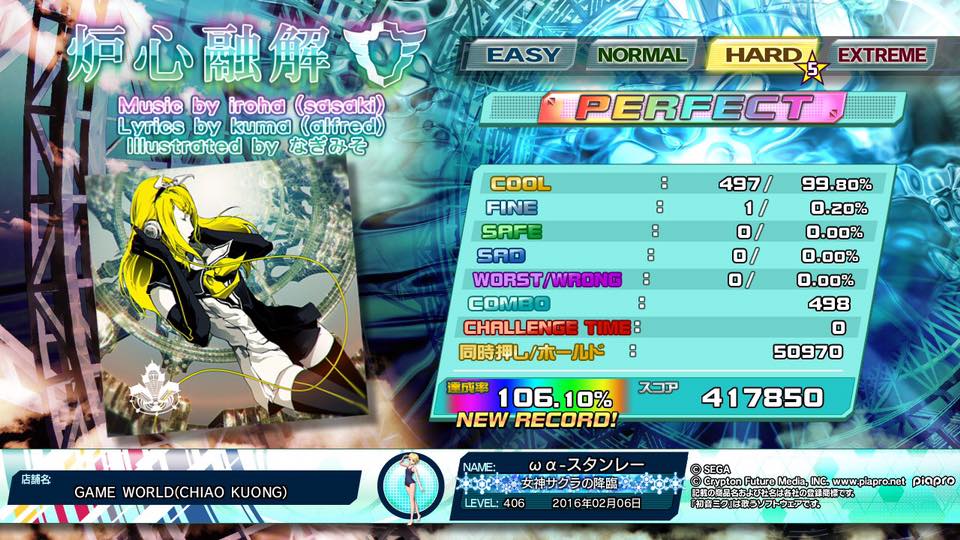 炉心融解
Music by iroha (sasaki)
Lyrics by kuma (alfred)
Illustrated by なぎみそ
EASY
NORMAL
HARD
5
EXTREME
PERFECT
COOL : 497/ 99.80%
FINE : 1/ 0.20%
SAFE : 0/ 0.00%
SAD : 0/ 0.00%
WORST/WRONG : 0/ 0.00%
COMBO : 498
CHALLENGE TIME : 0
同時押し/ホールド : 50970
達成率 106.10% スコア 417850
NEW RECORD!
店舗名
GAME WORLD(CHIAO KUONG)
NAME: ωα-スタンレー
女神サクラの降臨
LEVEL: 406 2016年02月06日
© SEGA
© Crypton Future Media, INC. www.piapro.net piapro
記載の商品名および社名は各社の登録商標です。
『初音ミク』は歌うソフトウェアです。